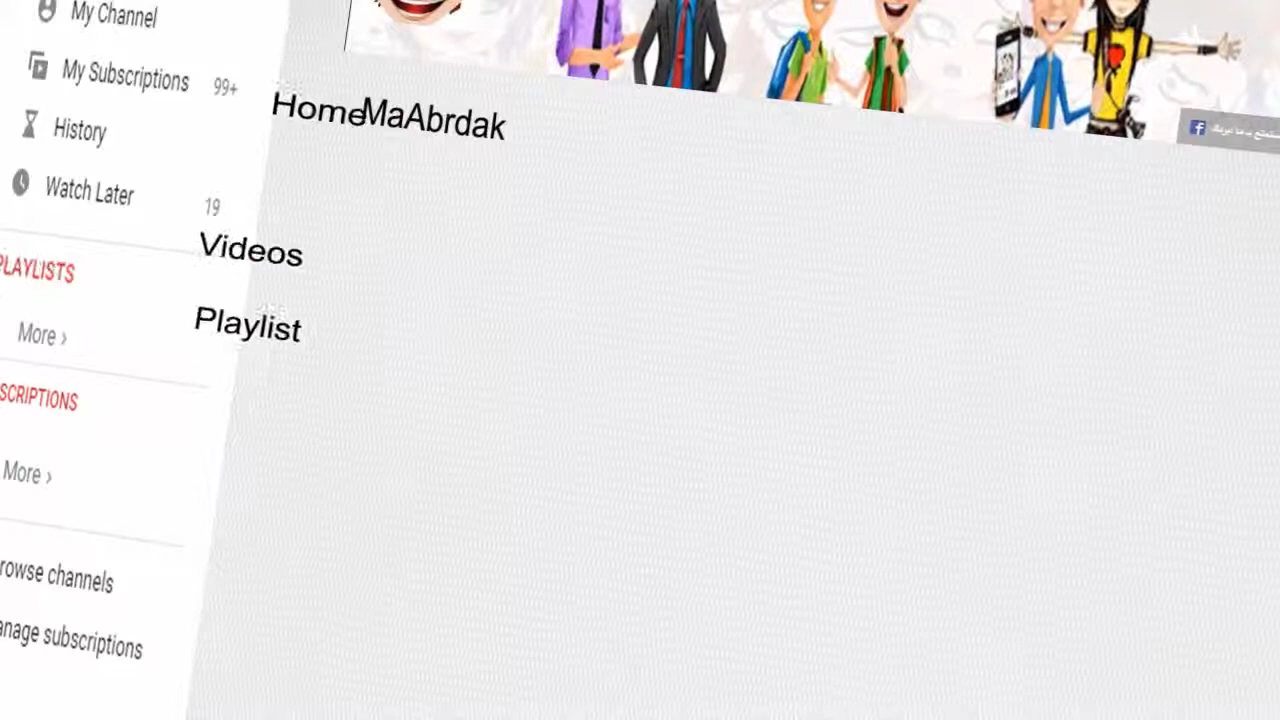 My Channel
My Subscriptions 99+
HomeMaAbrdak
History
Watch Later 19
Videos
PLAYLISTS
Playlist
More ›
SCRIPTIONS
More ›
rowse channels
anage subscriptions